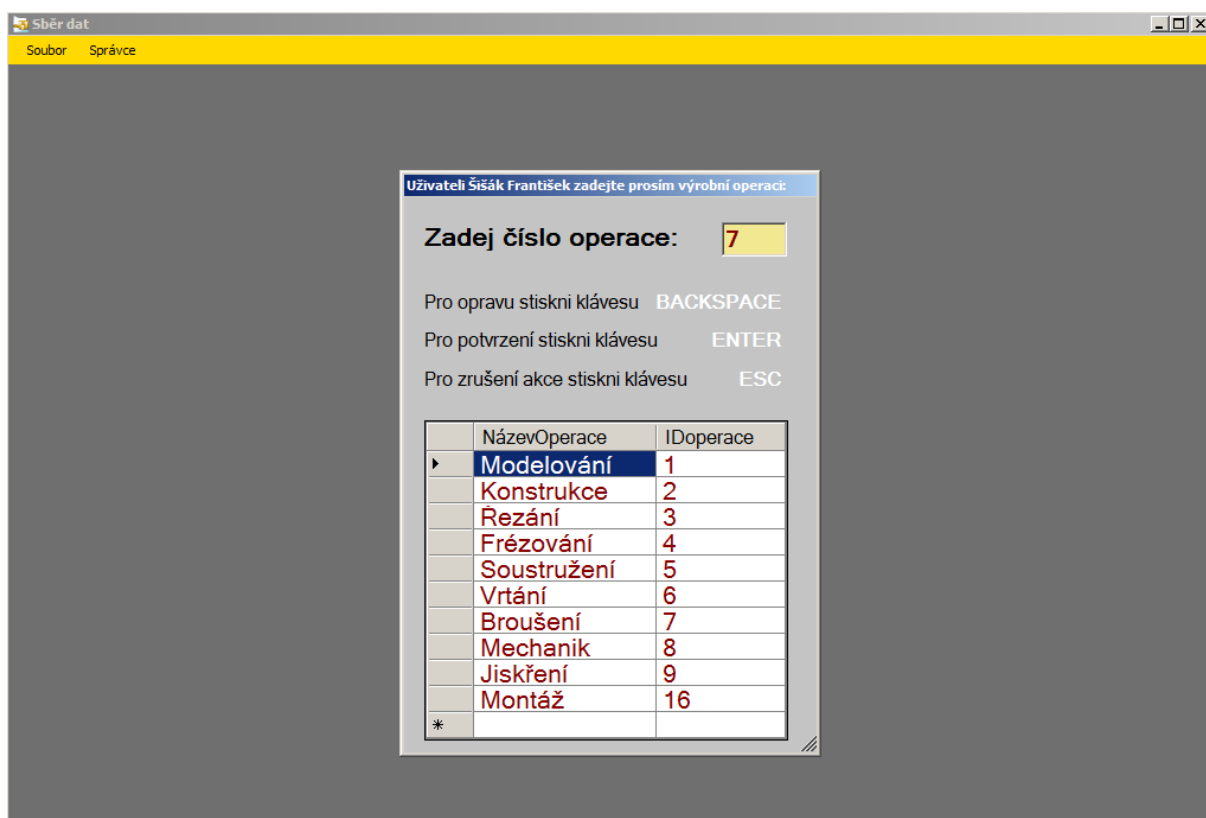 Sběr dat
Soubor Správce
Uživateli Šišák František zadejte prosím výrobní operaci:
Zadej číslo operace: 7
Pro opravu stiskni klávesu BACKSPACE
Pro potvrzení stiskni klávesu ENTER
Pro zrušení akce stiskni klávesu ESC
NázevOperace IDoperace
Modelování 1
Konstrukce 2
Řezání 3
Frézování 4
Soustružení 5
Vrtání 6
Broušení 7
Mechanik 8
Jiskření 9
Montáž 16